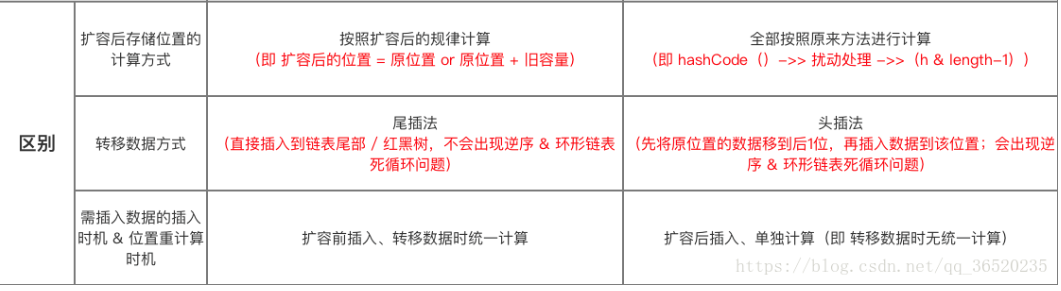 区别
扩容后存储位置的
计算方式
按照扩容后的规律计算
（即 扩容后的位置 = 原位置 or 原位置 + 旧容量）
全部按照原来方法进行计算
（即 hashCode（）->> 扰动处理 ->>（h & length-1））
转移数据方式
尾插法
（直接插入到链表尾部 / 红黑树，不会出现逆序 & 环形链表
死循环问题）
头插法
（先将原位置的数据移到后1位，再插入数据到该位置；会出现逆
序 & 环形链表死循环问题）
需插入数据的插入
时机 & 位置重计算
时机
扩容前插入、转移数据时统一计算
扩容后插入、单独计算（即 转移数据时无统一计算）
https://blog.csdn.net/qq_36520235